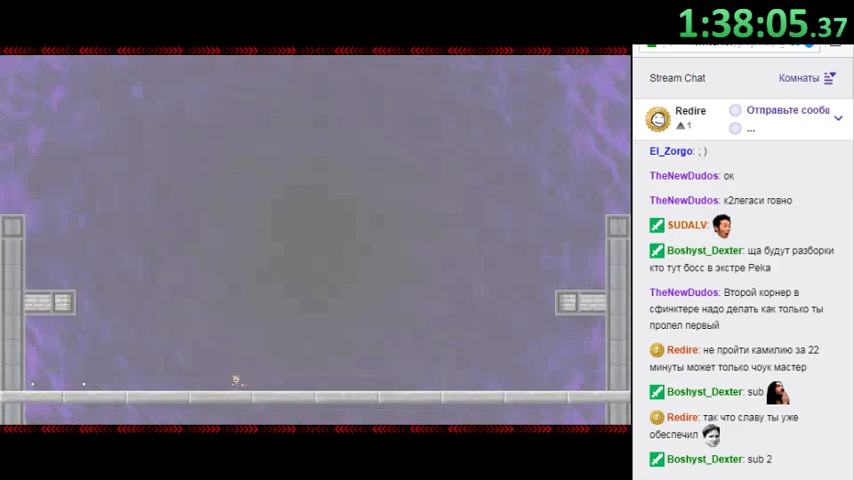 1:38:05.37
Stream Chat
Комнаты
Redire
1
Отправьте сообщ
...
El_Zorgo: ; )
TheNewDudos: ок
TheNewDudos: к2легаси говно
SUDALV:
Boshyst_Dexter: ща будут разборки
кто тут босс в экстре Peka
TheNewDudos: Второй корнер в
сфинктере надо делать как только ты
пролел первый
Redire: не пройти камилию за 22
минуты может только чоук мастер
Boshyst_Dexter: sub
Redire: так что славу ты уже
обеспечил
Boshyst_Dexter: sub 2